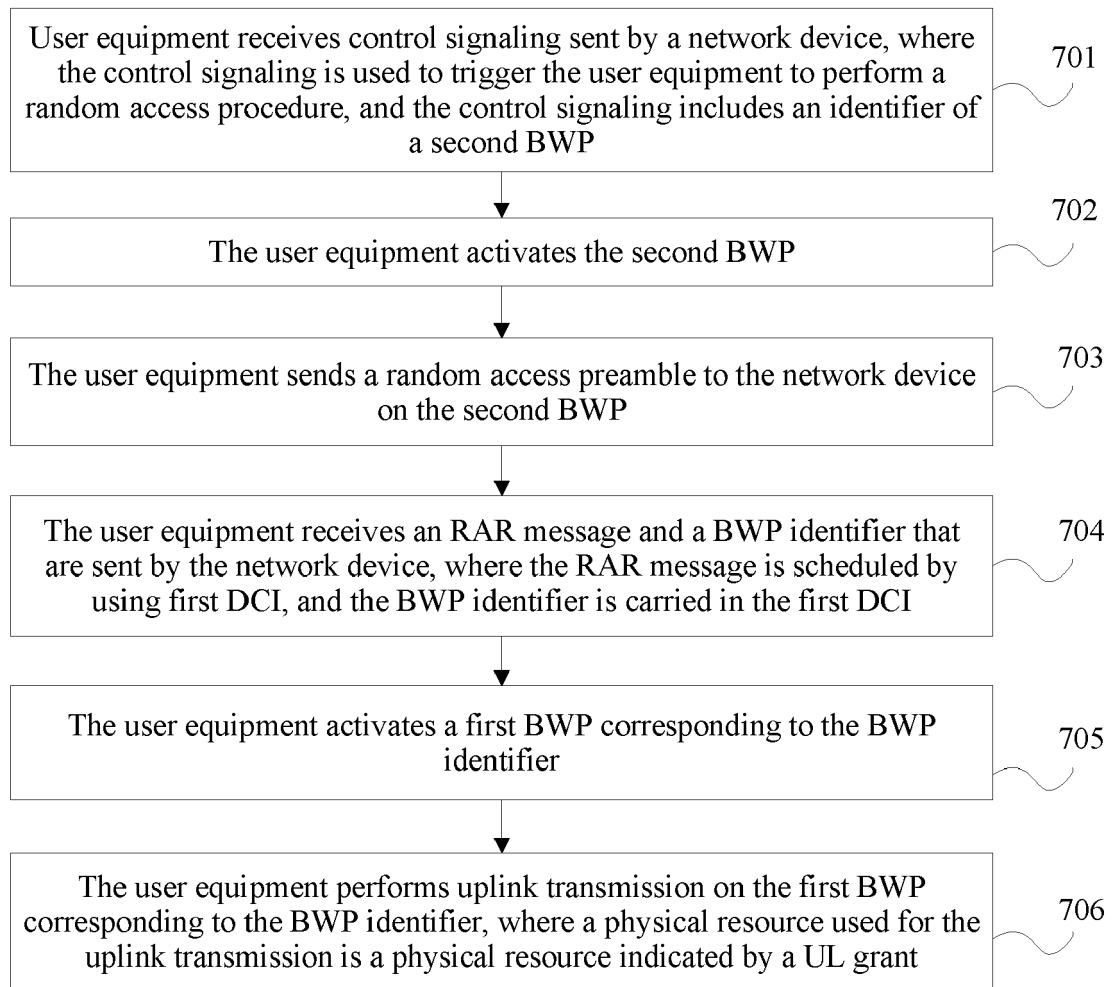 User equipment receives control signaling sent by a network device, where
the control signaling is used to trigger the user equipment to perform a
random access procedure, and the control signaling includes an identifier of
a second BWP
701
The user equipment activates the second BWP
702
The user equipment sends a random access preamble to the network device
on the second BWP
703
The user equipment receives an RAR message and a BWP identifier that
are sent by the network device, where the RAR message is scheduled by
using first DCI, and the BWP identifier is carried in the first DCI
704
The user equipment activates a first BWP corresponding to the BWP
identifier
705
The user equipment performs uplink transmission on the first BWP
corresponding to the BWP identifier, where a physical resource used for the
uplink transmission is a physical resource indicated by a UL grant
706